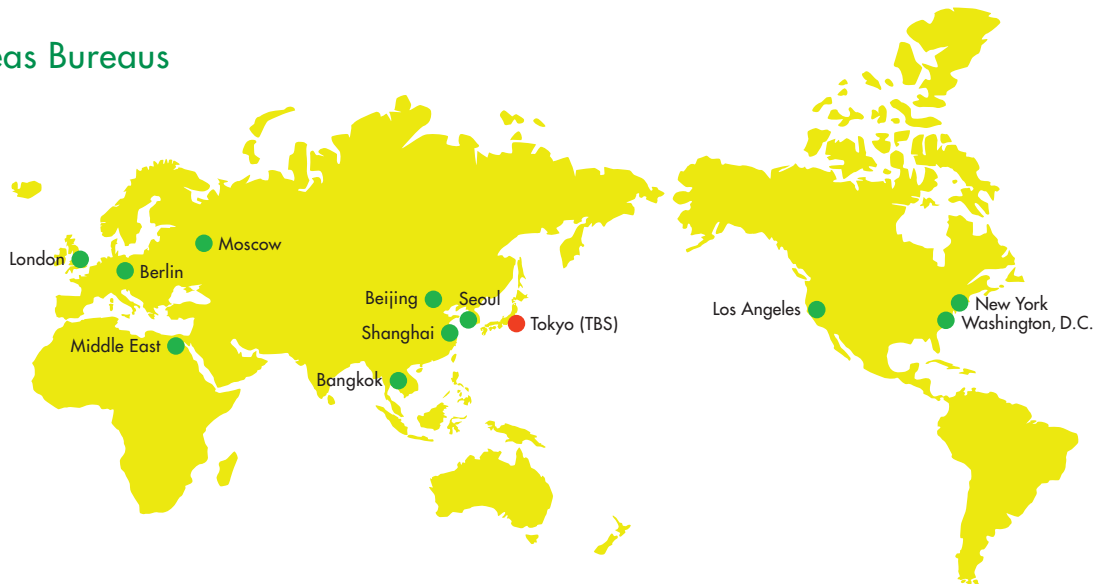 eas Bureaus
London
Moscow
Berlin
Beijing
Seoul
Shanghai
Tokyo (TBS)
Middle East
Bangkok
Los Angeles
New York
Washington, D.C.